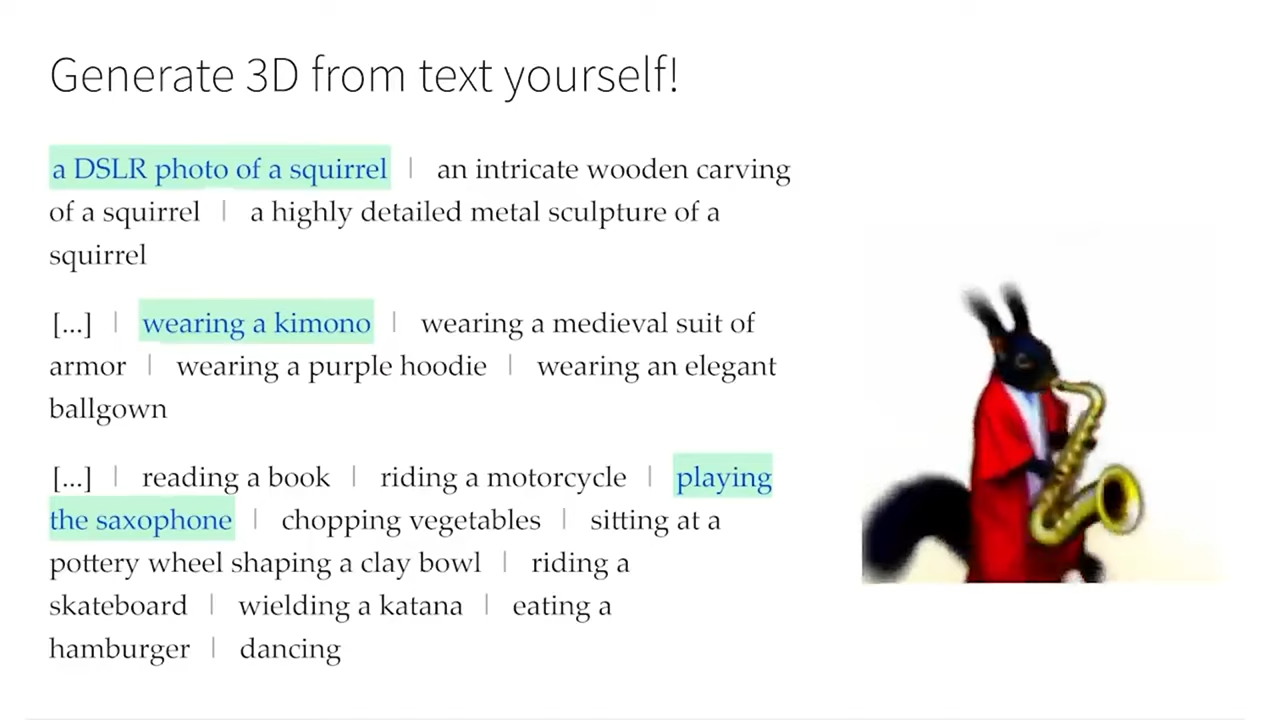 Generate 3D from text yourself!
a DSLR photo of a squirrel | an intricate wooden carving
of a squirrel | a highly detailed metal sculpture of a
squirrel
[...] | wearing a kimono | wearing a medieval suit of
armor | wearing a purple hoodie | wearing an elegant
ballgown
[...] | reading a book | riding a motorcycle | playing
the saxophone | chopping vegetables | sitting at a
pottery wheel shaping a clay bowl | riding a
skateboard | wielding a katana | eating a
hamburger | dancing